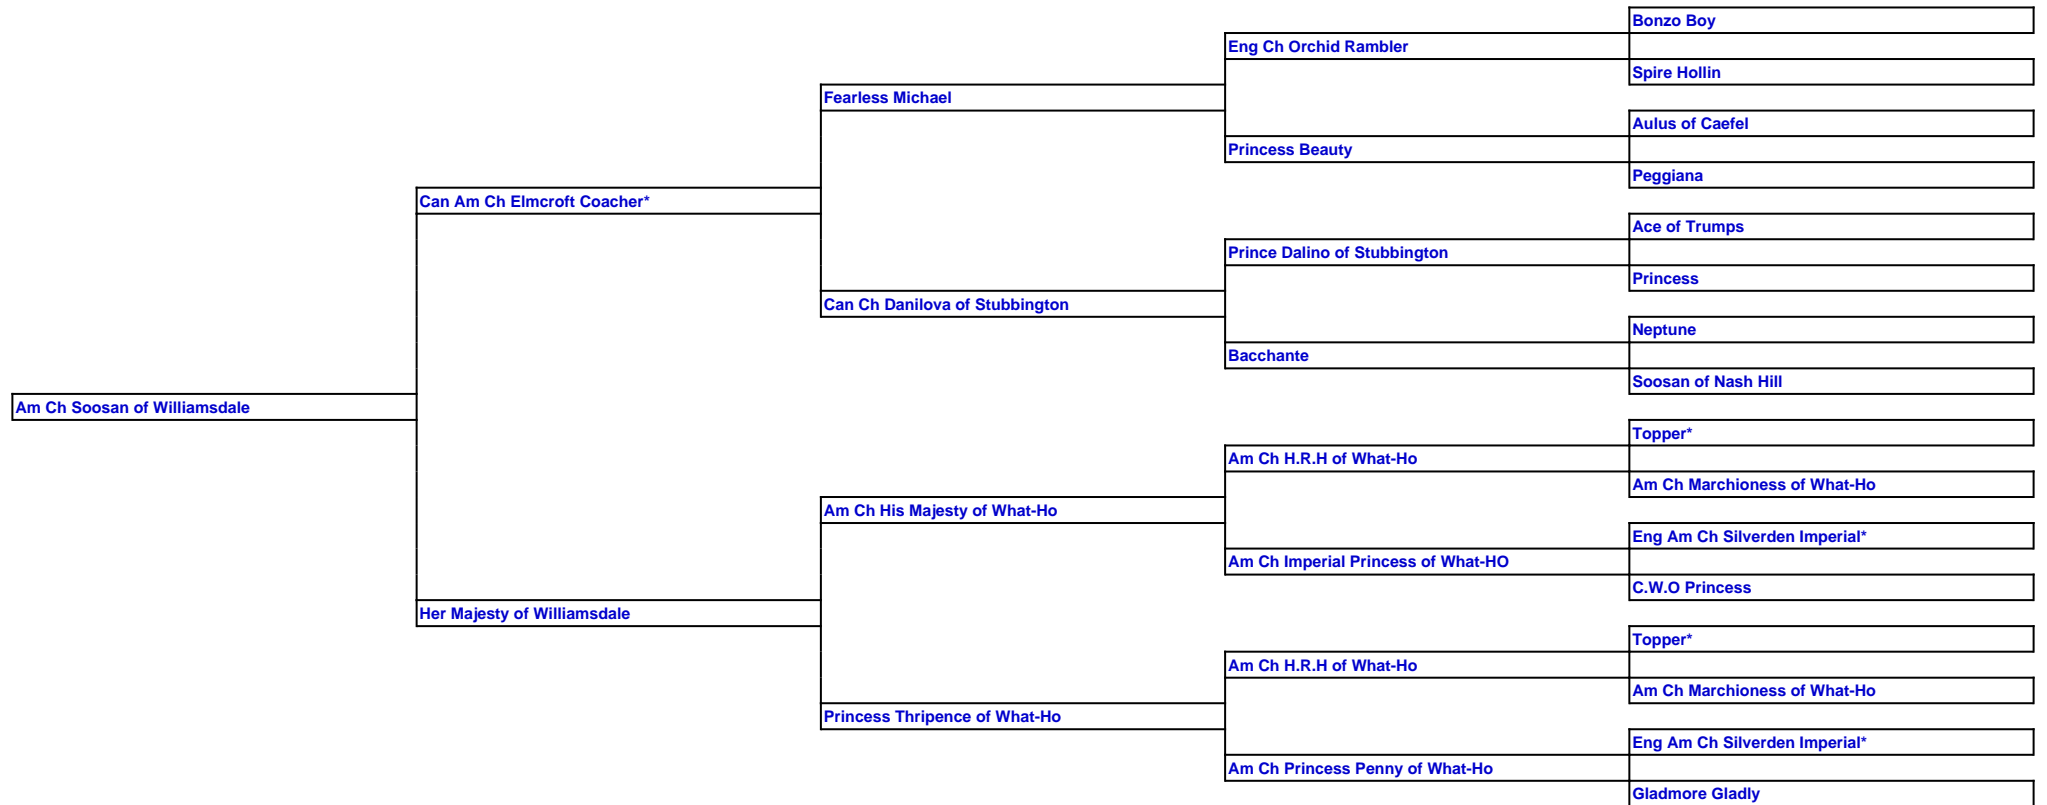 Bonzo Boy
Eng Ch Orchid Rambler
Spire Hollin
Fearless Michael
Aulus of Caefel
Princess Beauty
Peggiana
Can Am Ch Elmcroft Coacher*
Ace of Trumps
Prince Dalino of Stubbington
Princess
Can Ch Danilova of Stubbington
Neptune
Bacchante
Soosan of Nash Hill
Am Ch Soosan of Williamsdale
Topper*
Am Ch H.R.H of What-Ho
Am Ch Marchioness of What-Ho
Am Ch His Majesty of What-Ho
Eng Am Ch Silverden Imperial*
Am Ch Imperial Princess of What-HO
C.W.O Princess
Her Majesty of Williamsdale
Topper*
Am Ch H.R.H of What-Ho
Am Ch Marchioness of What-Ho
Princess Thripence of What-Ho
Eng Am Ch Silverden Imperial*
Am Ch Princess Penny of What-Ho
Gladmore Gladly